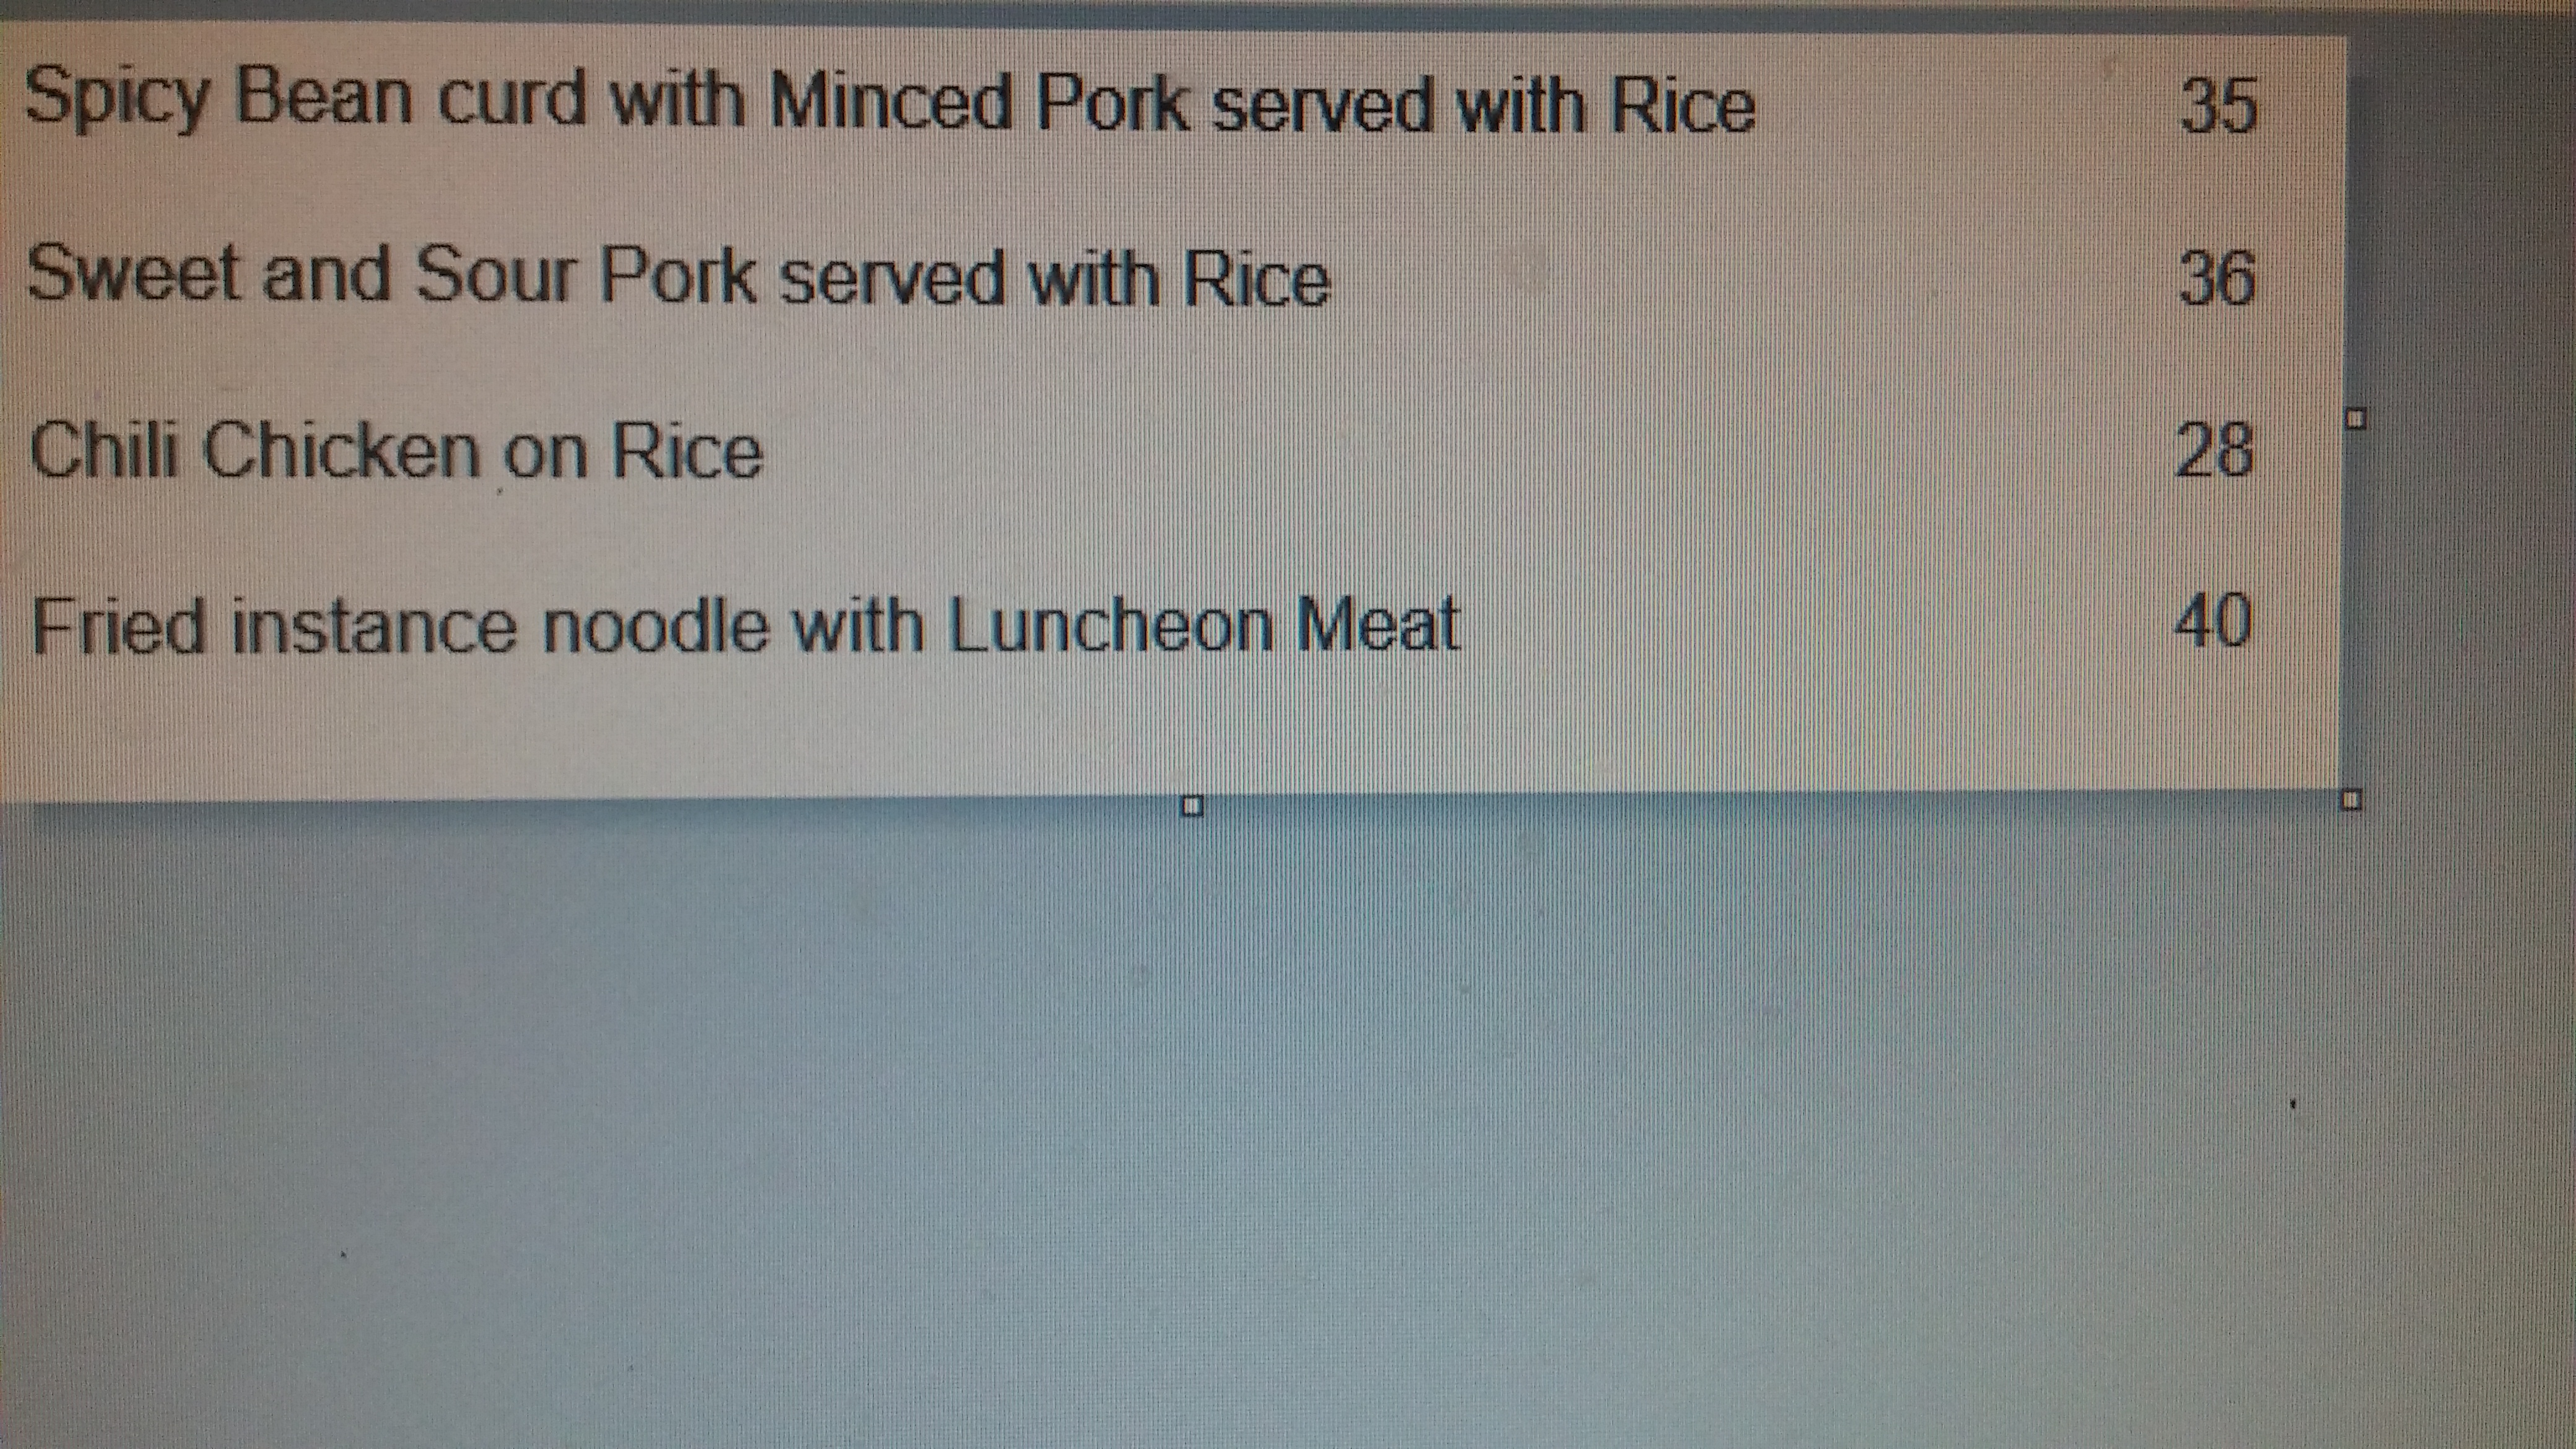 Spicy Bean curd with Minced Pork served with Rice 35
Sweet and Sour Pork served with Rice 36
Chili Chicken on Rice 28
Fried instance noodle with Luncheon Meat 40